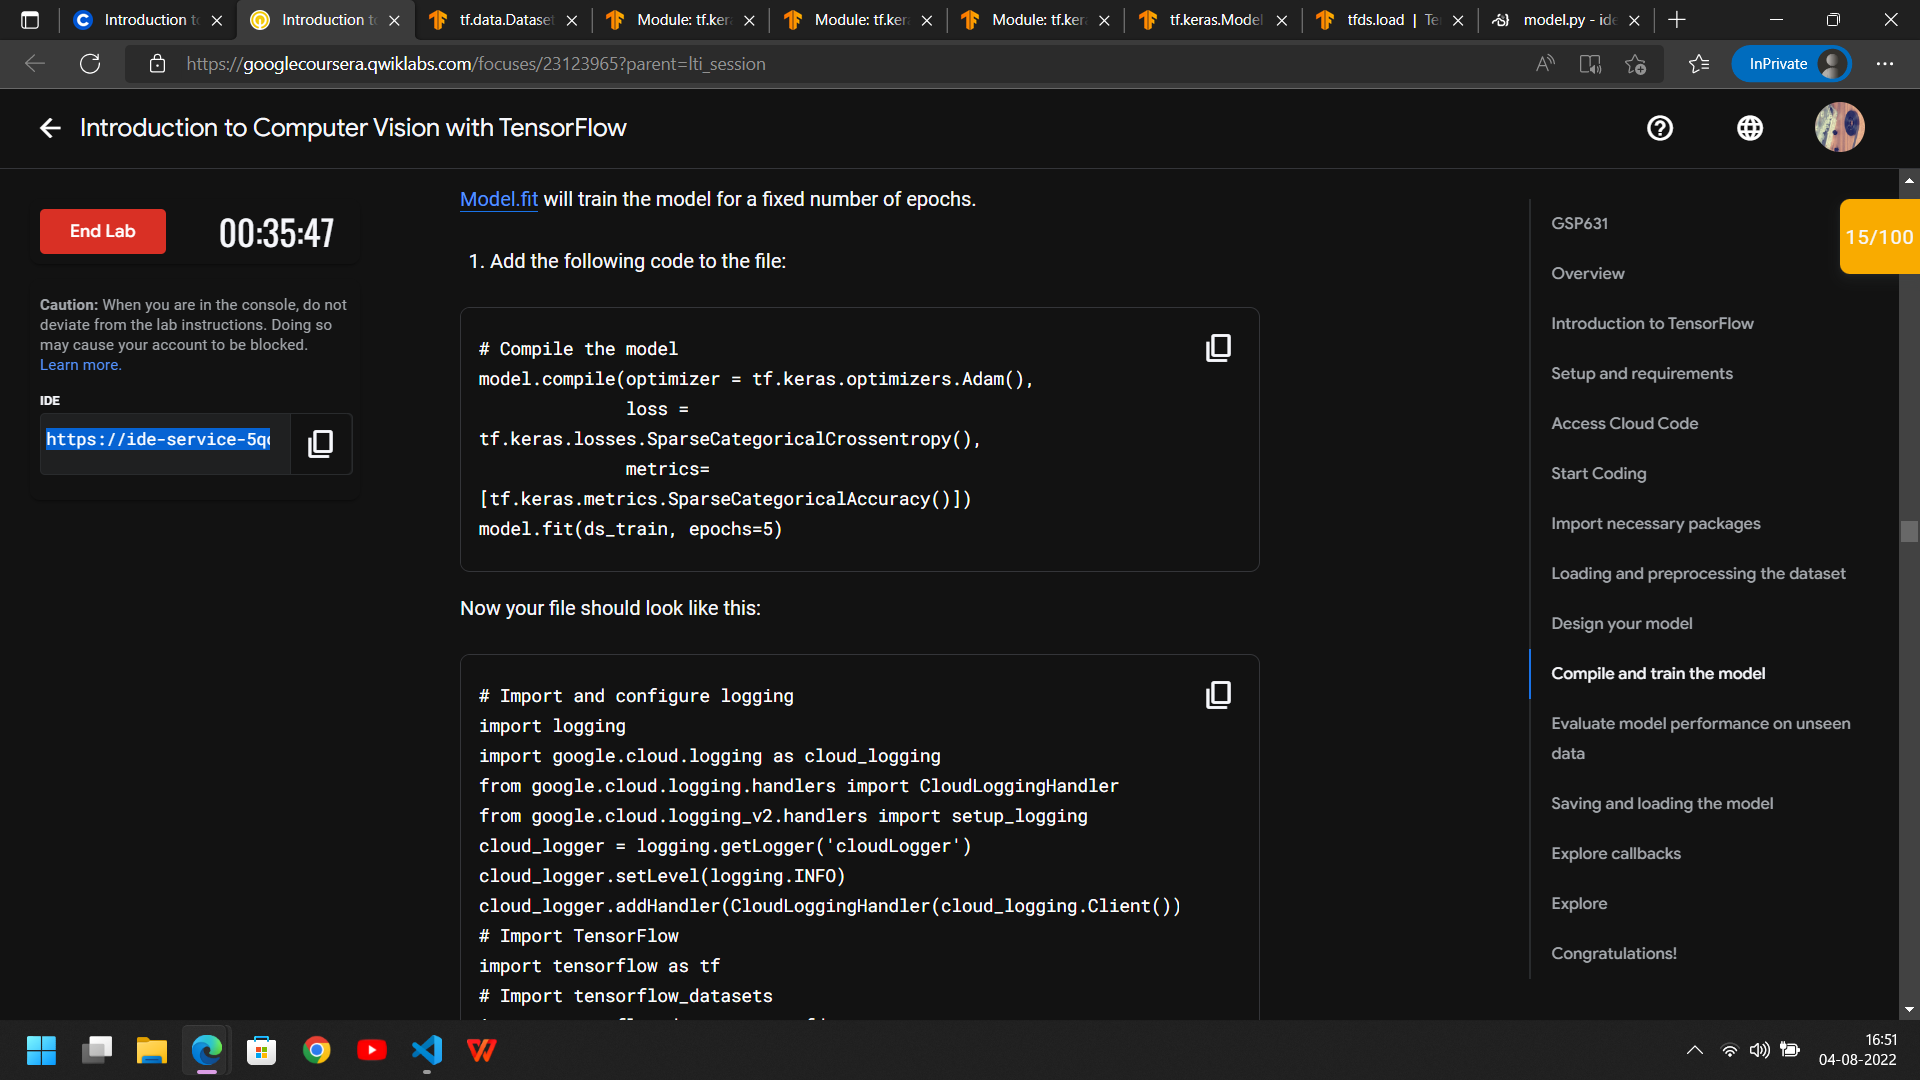 Introduction to
Introduction to
tf.data.Dataset
Module: tf.kera
Module: tf.kera
Module: tf.kera
tf.keras.Model
tfds.load | Te
model.py - ide
https://googlecoursera.qwiklabs.com/focuses/23123965?parent=lti_session
InPrivate
Introduction to Computer Vision with TensorFlow
End Lab
00:35:47
Caution: When you are in the console, do not
deviate from the lab instructions. Doing so
may cause your account to be blocked.
Learn more.
IDE
https://ide-service-5q
Model.fit will train the model for a fixed number of epochs.
1. Add the following code to the file:
# Compile the model
model.compile(optimizer = tf.keras.optimizers.Adam(),
loss =
tf.keras.losses.SparseCategoricalCrossentropy(),
metrics=
[tf.keras.metrics.SparseCategoricalAccuracy()])
model.fit(ds_train, epochs=5)
Now your file should look like this:
# Import and configure logging
import logging
import google.cloud.logging as cloud_logging
from google.cloud.logging.handlers import CloudLoggingHandler
from google.cloud.logging_v2.handlers import setup_logging
cloud_logger = logging.getLogger('cloudLogger')
cloud_logger.setLevel(logging.INFO)
cloud_logger.addHandler(CloudLoggingHandler(cloud_logging.Client())
# Import TensorFlow
import tensorflow as tf
# Import tensorflow_datasets
GSP631
Overview
Introduction to TensorFlow
Setup and requirements
Access Cloud Code
Start Coding
Import necessary packages
Loading and preprocessing the dataset
Design your model
Compile and train the model
Evaluate model performance on unseen
data
Saving and loading the model
Explore callbacks
Explore
Congratulations!
15/100
16:51
04-08-2022